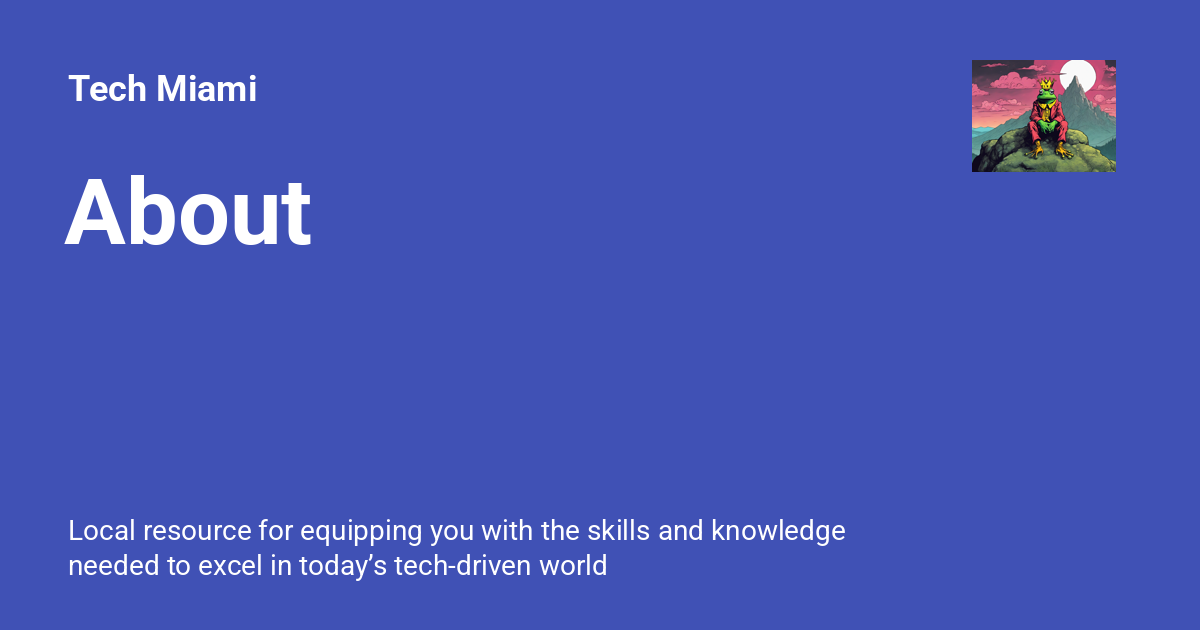 Tech Miami
About
Local resource for equipping you with the skills and knowledge
needed to excel in today’s tech-driven world